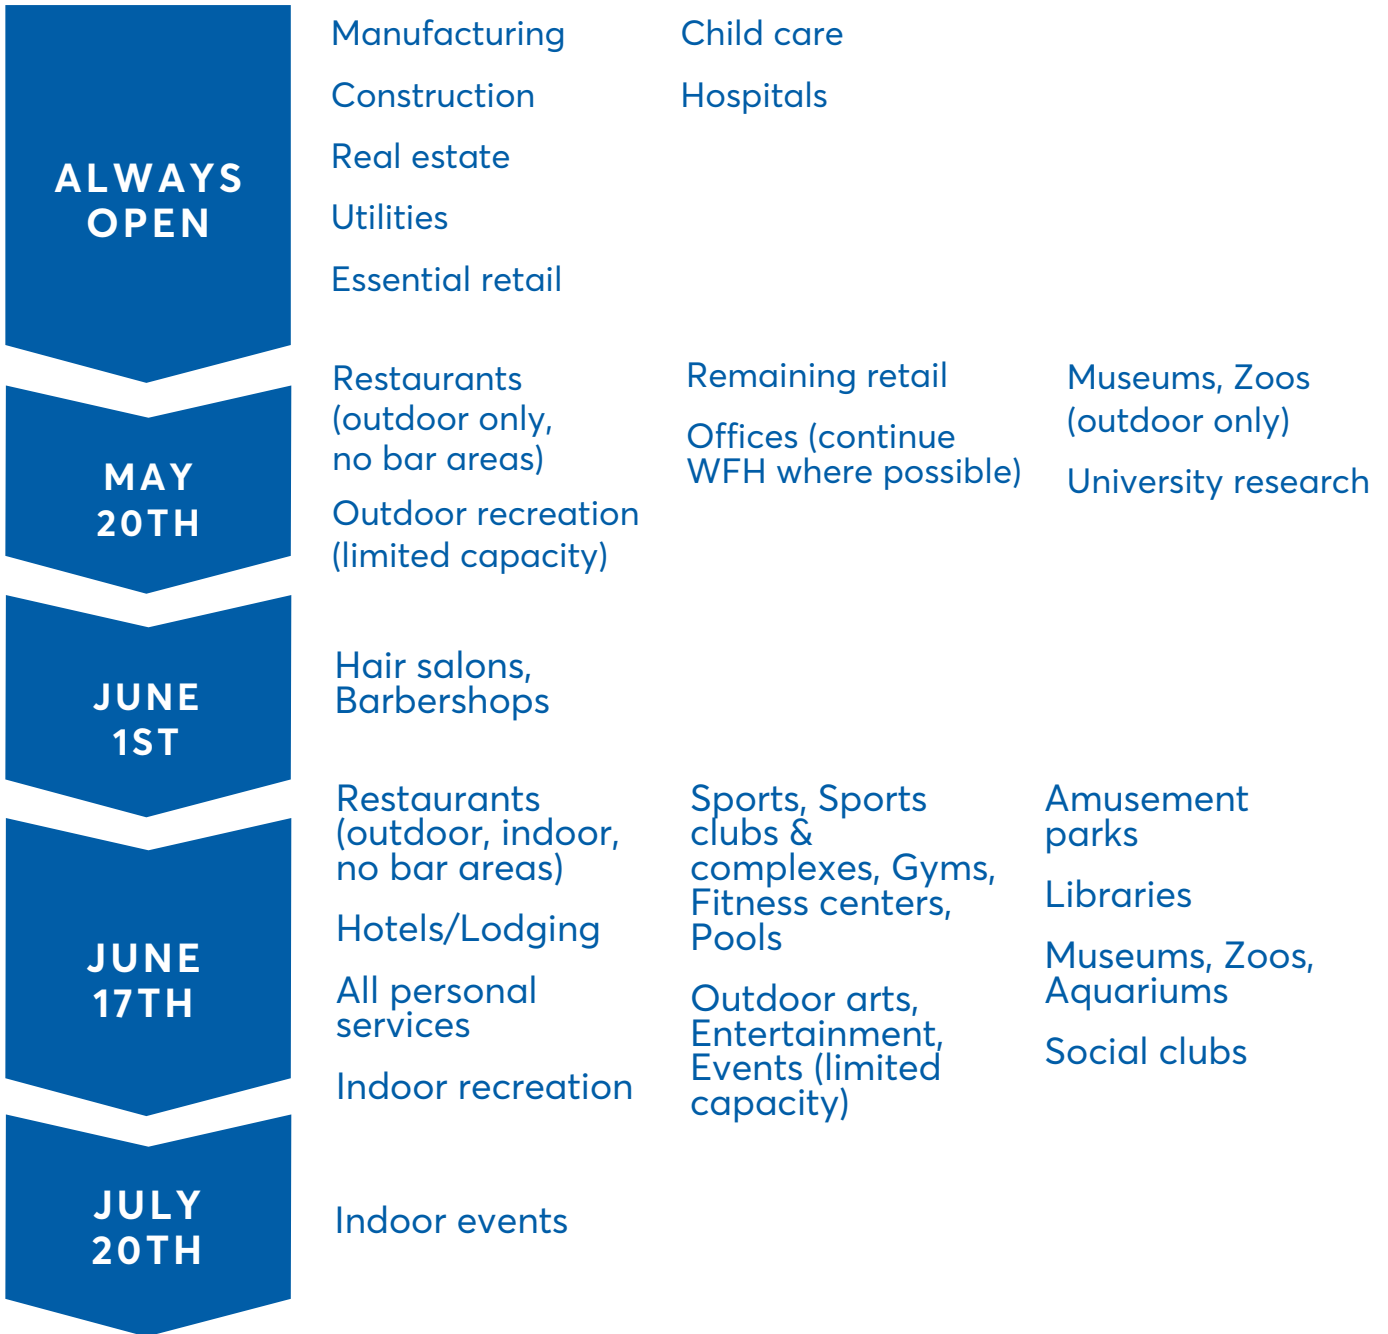 ALWAYS
OPEN
Manufacturing
Construction
Real estate
Utilities
Essential retail
Child care
Hospitals
MAY
20TH
Restaurants
(outdoor only,
no bar areas)
Outdoor recreation
(limited capacity)
Remaining retail
Offices (continue
WFH where possible)
Museums, Zoos
(outdoor only)
University research
JUNE
1ST
Hair salons,
Barbershops
JUNE
17TH
Restaurants
(outdoor, indoor,
no bar areas)
Hotels/Lodging
All personal
services
Indoor recreation
Sports, Sports
clubs &
complexes, Gyms,
Fitness centers,
Pools
Outdoor arts,
Entertainment,
Events (limited
capacity)
Amusement
parks
Libraries
Museums, Zoos,
Aquariums
Social clubs
JULY
20TH
Indoor events